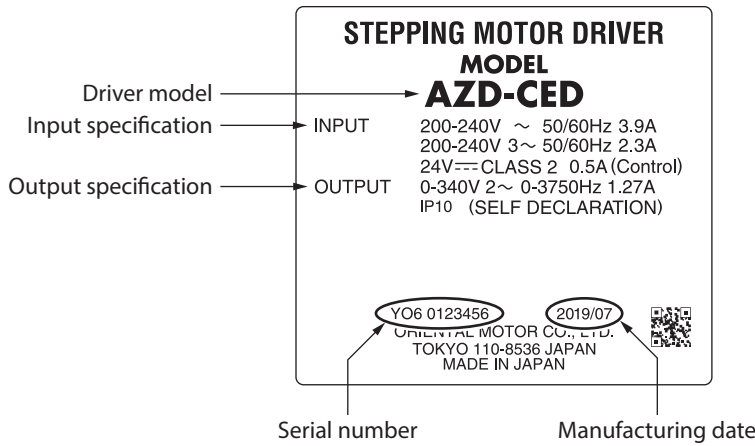 STEPPING MOTOR DRIVER
MODEL
Driver model AZD-CED
Input specification INPUT 200-240V ~ 50/60Hz 3.9A
200-240V 3~ 50/60Hz 2.3A
24V⎓CLASS 2 0.5A (Control)
Output specification OUTPUT 0-340V 2~ 0-3750Hz 1.27A
IP10 (SELF DECLARATION)
YO6 0123456 2019/07
ORIENTAL MOTOR CO., LTD.
TOKYO 110-8536 JAPAN
MADE IN JAPAN
Serial number Manufacturing date